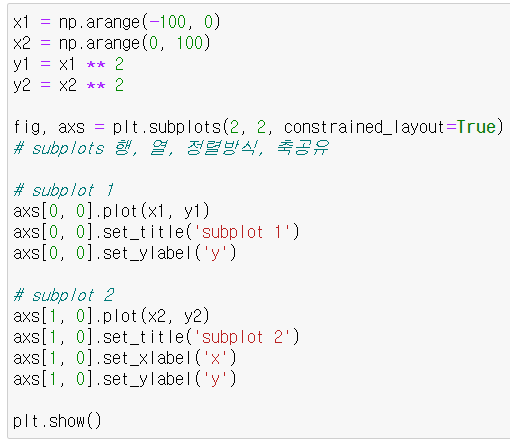 x1 = np.arange(-100, 0)
x2 = np.arange(0, 100)
y1 = x1 ** 2
y2 = x2 ** 2
fig, axs = plt.subplots(2, 2, constrained_layout=True)
# subplots 행, 열, 정렬방식, 축공유
# subplot 1
axs[0, 0].plot(x1, y1)
axs[0, 0].set_title('subplot 1')
axs[0, 0].set_ylabel('y')
# subplot 2
axs[1, 0].plot(x2, y2)
axs[1, 0].set_title('subplot 2')
axs[1, 0].set_xlabel('x')
axs[1, 0].set_ylabel('y')
plt.show()